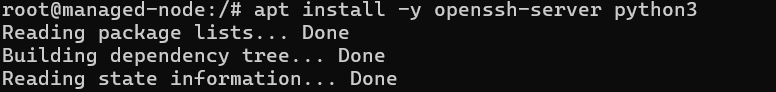 root@managed-node:/# apt install -y openssh-server python3
Reading package lists... Done
Building dependency tree... Done
Reading state information... Done